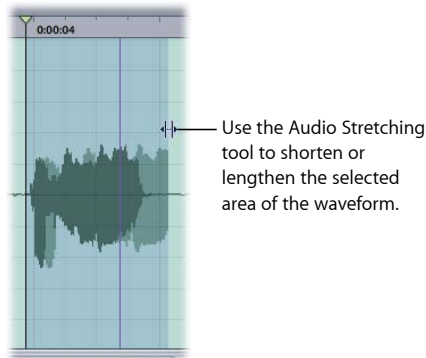 0:00:04
Use the Audio Stretching
tool to shorten or
lengthen the selected
area of the waveform.